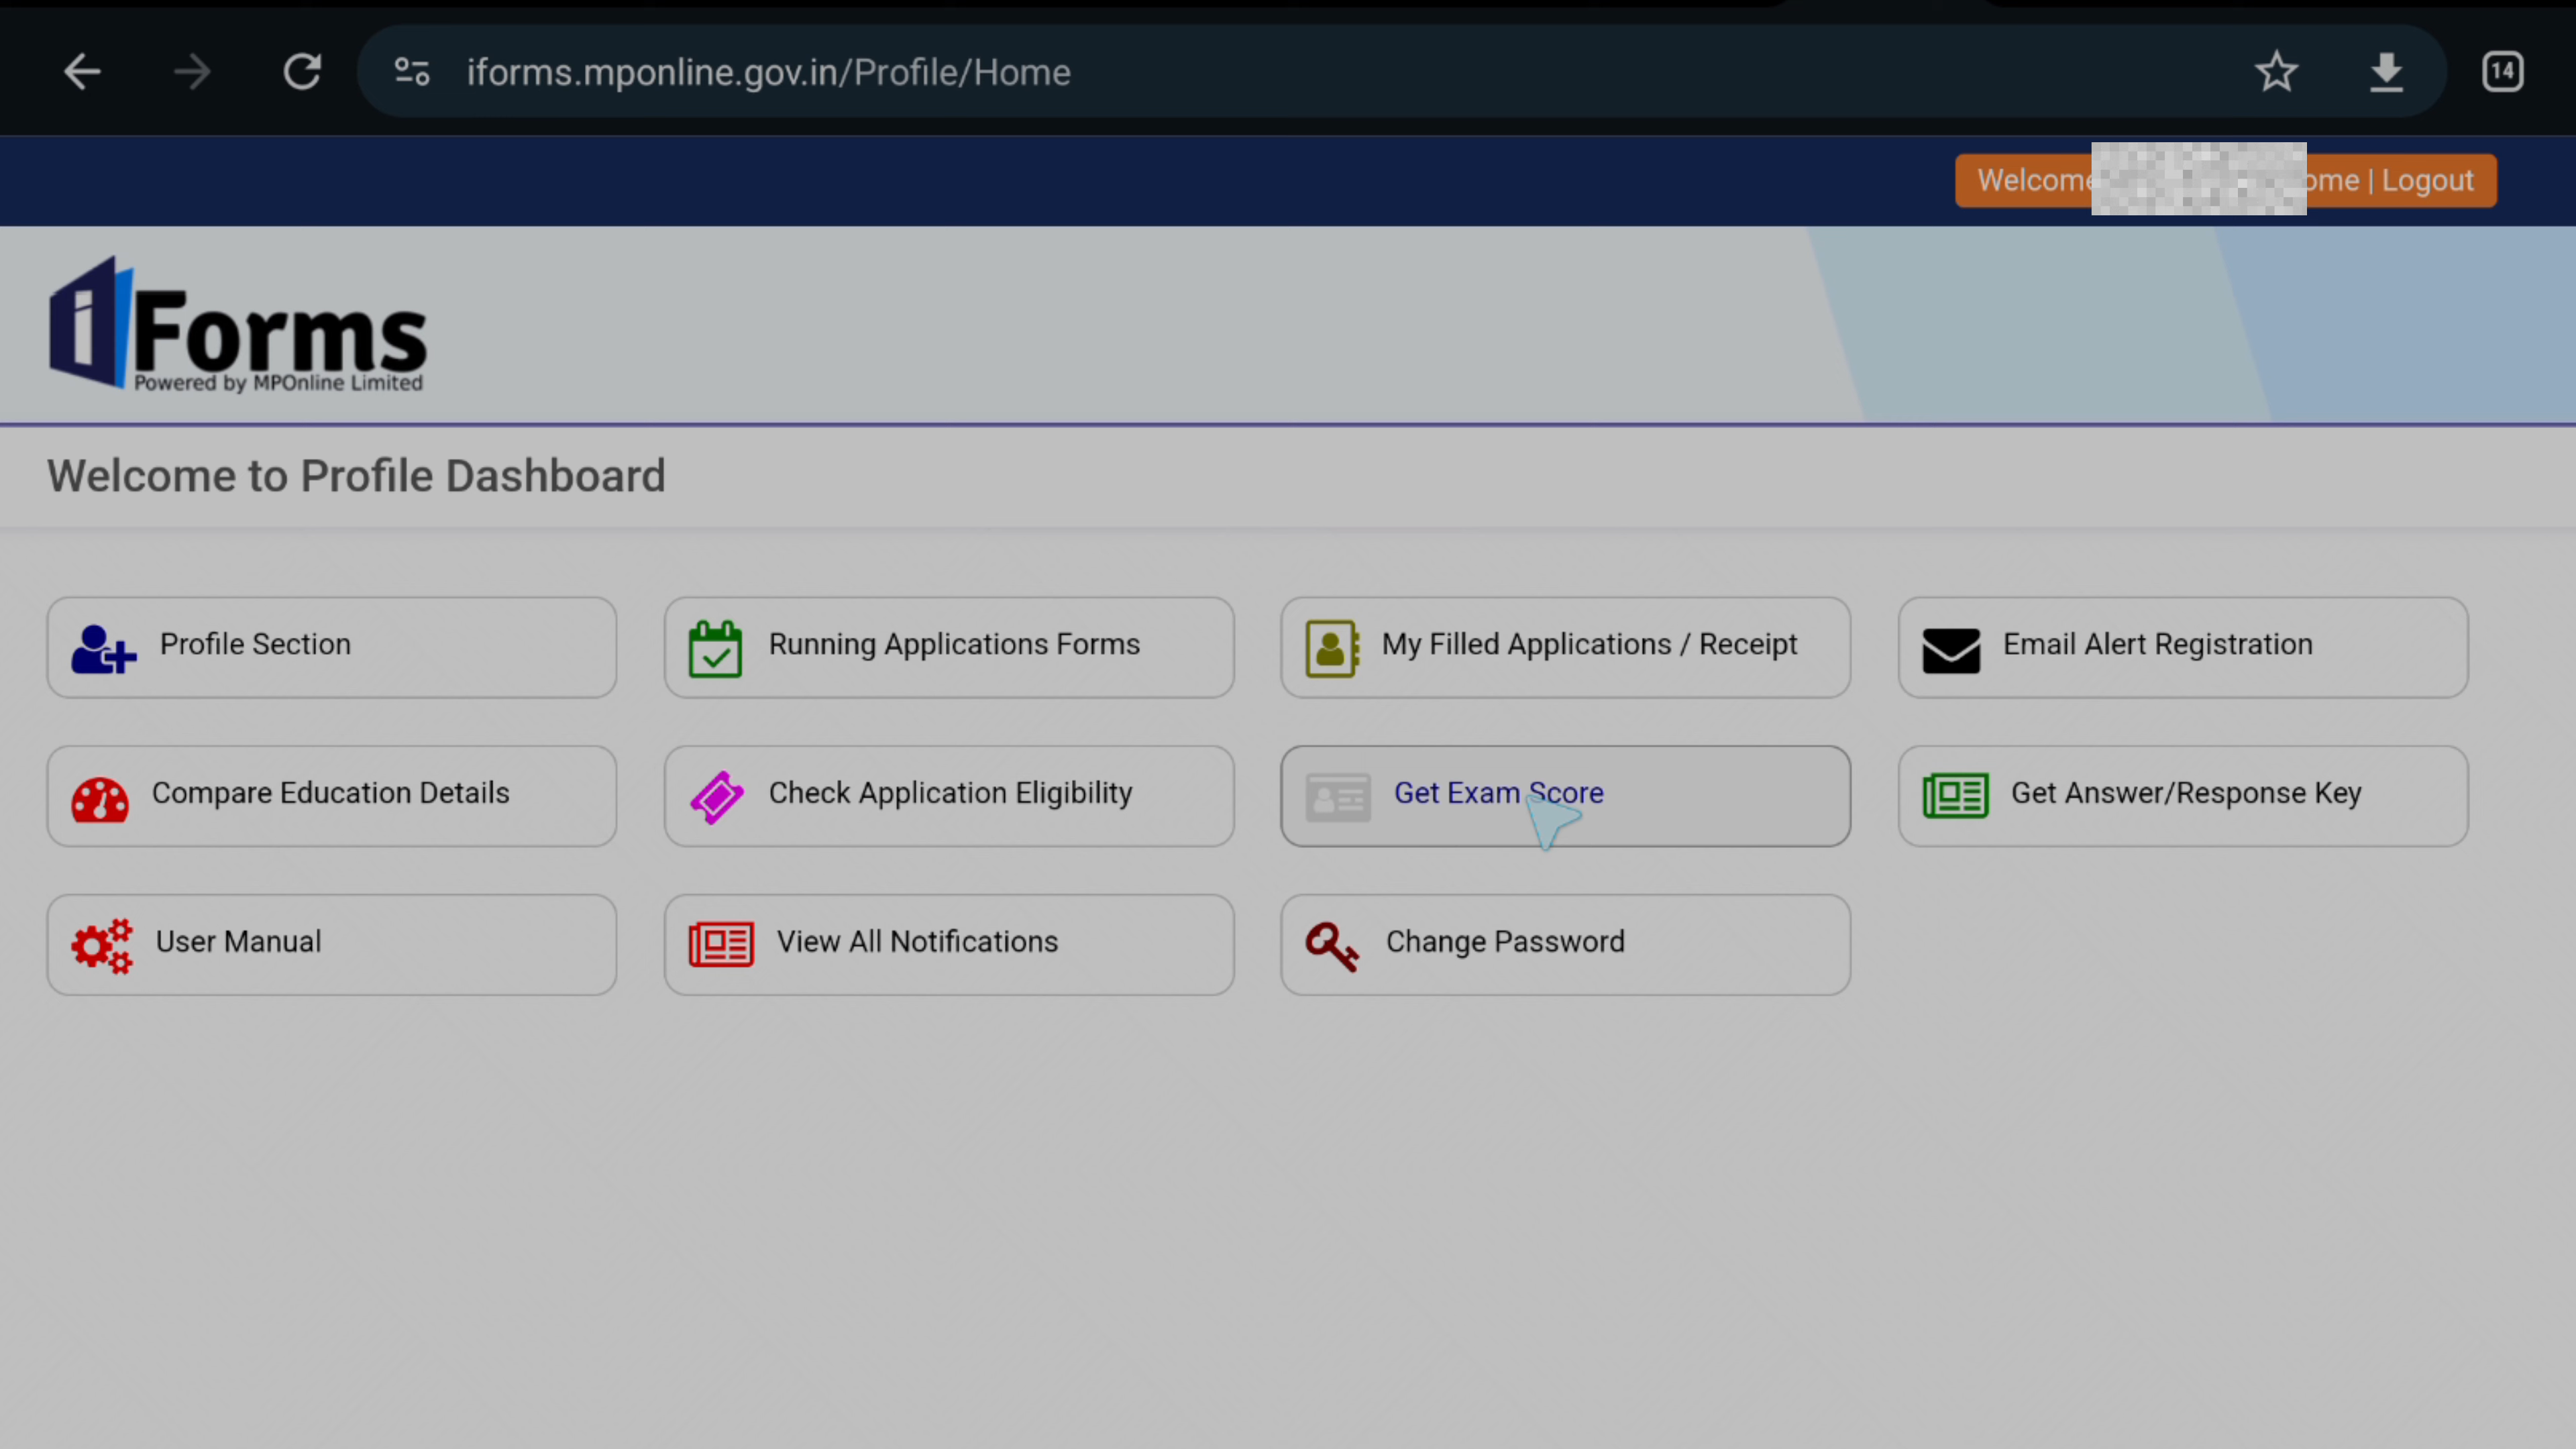 iforms.mponline.gov.in/Profile/Home
14
Welcome ome | Logout
iForms
Powered by MPOnline Limited
Welcome to Profile Dashboard
Profile Section
Running Applications Forms
My Filled Applications / Receipt
Email Alert Registration
Compare Education Details
Check Application Eligibility
Get Exam Score
Get Answer/Response Key
User Manual
View All Notifications
Change Password